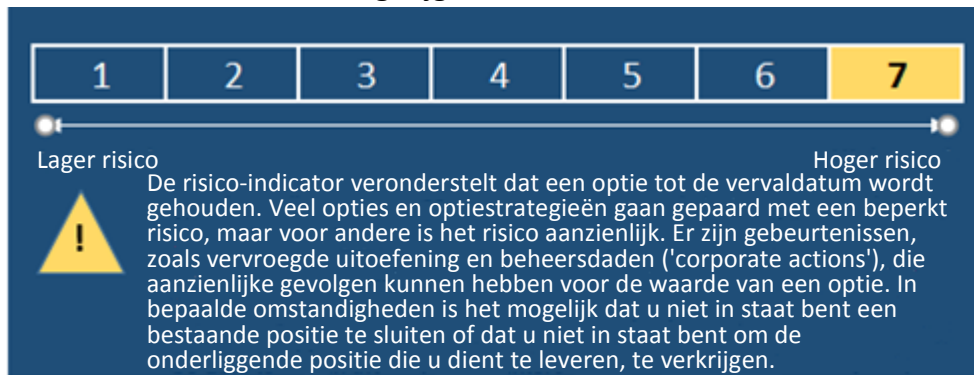 1 2 3 4 5 6 7
Lager risico Hoger risico
De risico-indicator veronderstelt dat een optie tot de vervaldatum wordt
gehouden. Veel opties en optiestrategieën gaan gepaard met een beperkt
! risico, maar voor andere is het risico aanzienlijk. Er zijn gebeurtenissen,
zoals vervroegde uitoefening en beheersdaden ('corporate actions'), die
aanzienlijke gevolgen kunnen hebben voor de waarde van een optie. In
bepaalde omstandigheden is het mogelijk dat u niet in staat bent een
bestaande positie te sluiten of dat u niet in staat bent om de
onderliggende positie die u dient te leveren, te verkrijgen.